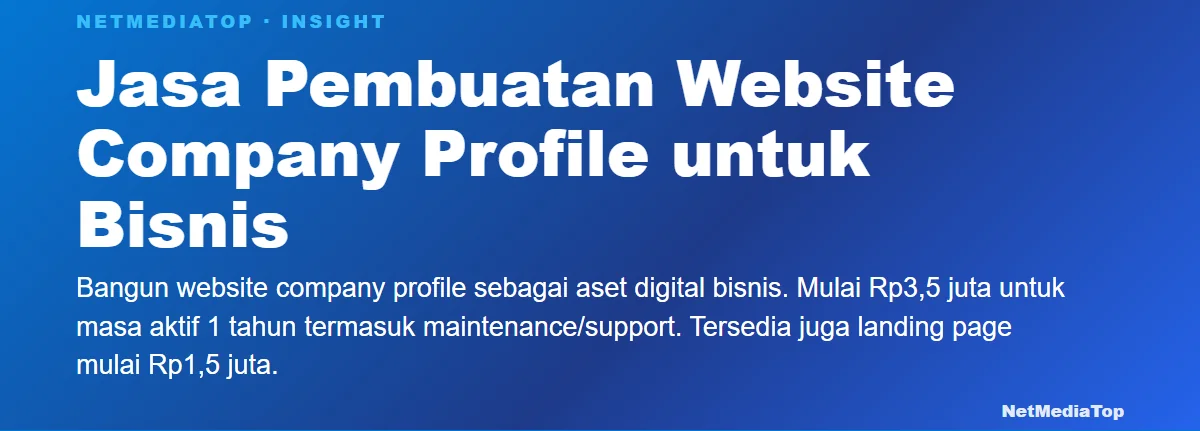 NETMEDIATOP · INSIGHT
Jasa Pembuatan Website
Company Profile untuk
Bisnis
Bangun website company profile sebagai aset digital bisnis. Mulai Rp3,5 juta untuk
masa aktif 1 tahun termasuk maintenance/support. Tersedia juga landing page
mulai Rp1,5 juta.
NetMediaTop